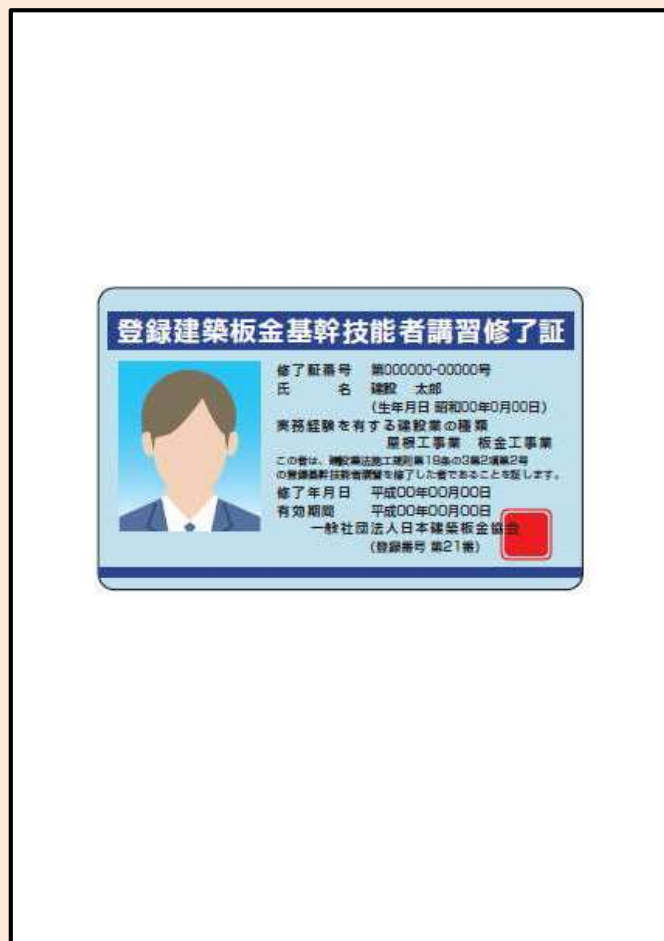 登録建築板金基幹技能者講習修了証
修了証番号 第000000-00000号
氏 名 建設 太郎
(生年月日 昭和00年0月00日)
実務経験を有する建設業の種類
屋根工事業 板金工事業
この者は、建設業法施工規則第18条の3第2項第2号
の登録基幹技能者講習を修了した者であることを証します。
修了年月日 平成00年00月00日
有効期間 平成00年00月00日
一般社団法人日本建築板金協会
(登録番号 第21番)